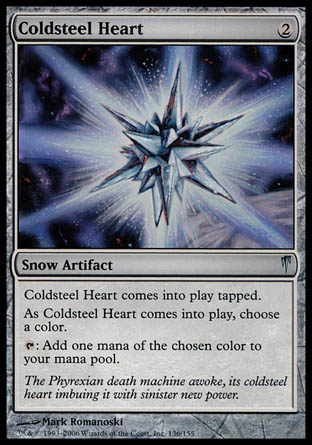 Coldsteel Heart 2
Snow Artifact
Coldsteel Heart comes into play tapped.
As Coldsteel Heart comes into play, choose
a color.
: Add one mana of the chosen color to
your mana pool.
The Phyrexian death machine awoke, its coldsteel
heart imbuing it with sinister new power.
Mark Romanoski
™ & © 1993–2006 Wizards of the Coast, Inc. 136/155